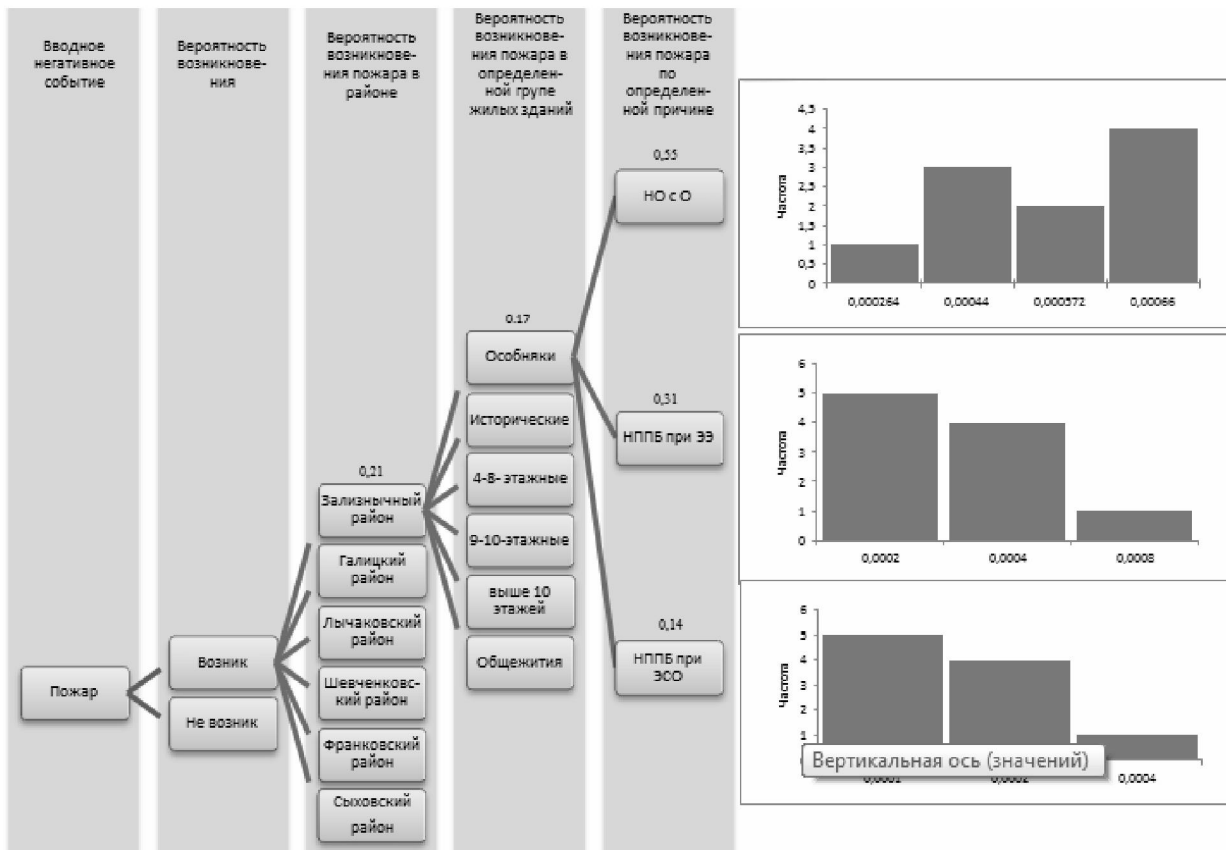 Вводное
негативное
событие
Вероятность
возникнове-
ния
Вероятность
возникнове-
ния пожара в
районе
Вероятность
возникнове-
ния пожара в
определен-
ной групе
жилых зданий
Вероятность
возникнове-
ния пожара
по
определен-
ной причине
Пожар
Возник
Не возник
0,21
Зализнычный
район
Галицкий
район
Лычаковский
район
Шевченковс-
кий район
Франковский
район
Сыховский
район
0.17
Особняки
Исторические
4-8- этажные
9-10-этажные
выше 10
этажей
Общежития
0,55
НО с О
0,31
НППБ при ЭЭ
0,14
НППБ при
ЭСО
Частота
4,5
4
3,5
3
2,5
2
1,5
1
0,5
0
0,000264
0,00044
0,000572
0,00066
Частота
6
5
4
3
2
1
0
0,0002
0,0004
0,0008
Частота
6
5
4
3
2
1
Вертикальная ось (значений)
0,0004